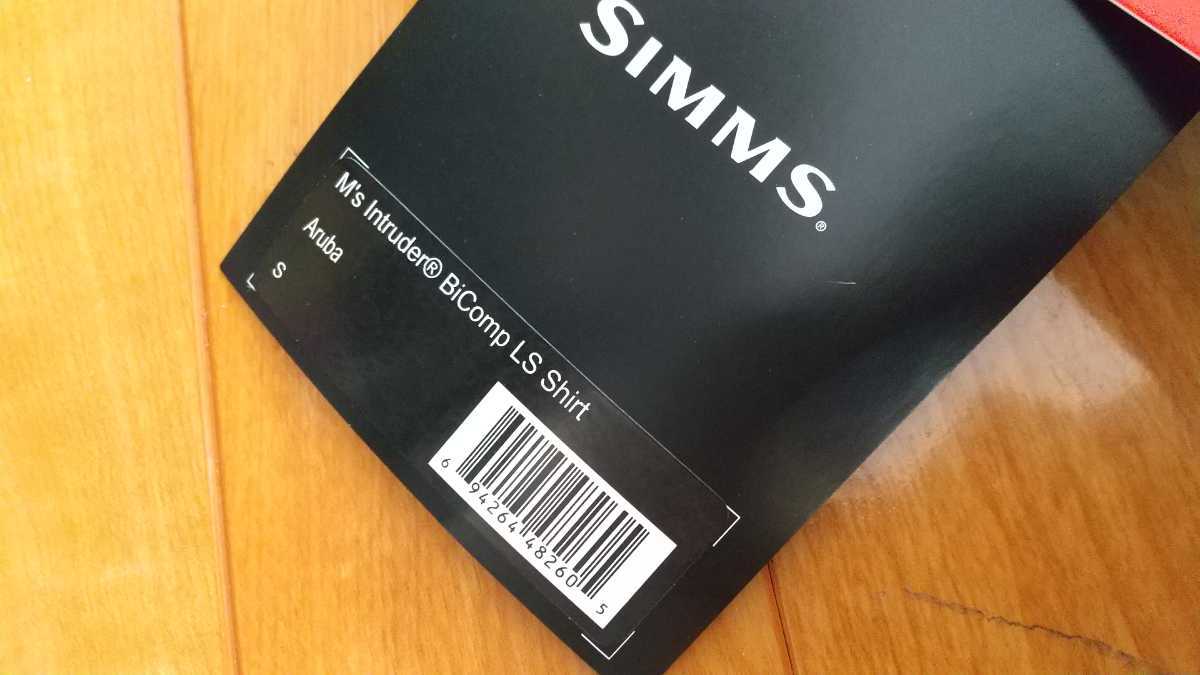 SIMMS®
M's Intruder® BiComp LS Shirt
Aruba
S
6 94264 48260 5